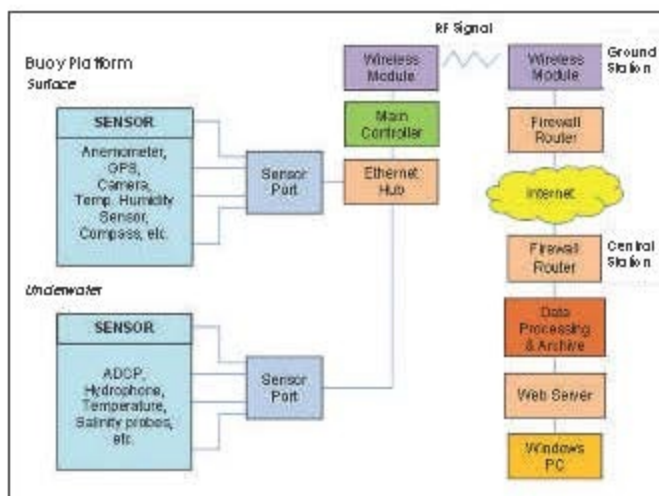 RF Signal
Buoy Platform
Surface
SENSOR
Anemometer,
GPS,
Camera,
Temp. Humidity
Sensor,
Compass, etc.
Sensor
Port
Wireless
Module
Main
Controller
Ethernet
Hub
Underwater
SENSOR
ADCP,
Hydrophone,
Temperature,
Salinity probes,
etc.
Sensor
Port
Wireless
Module
Ground
Station
Firewall
Router
Internet
Firewall
Router
Central
Station
Data
Processing
& Archive
Web Server
Windows
PC